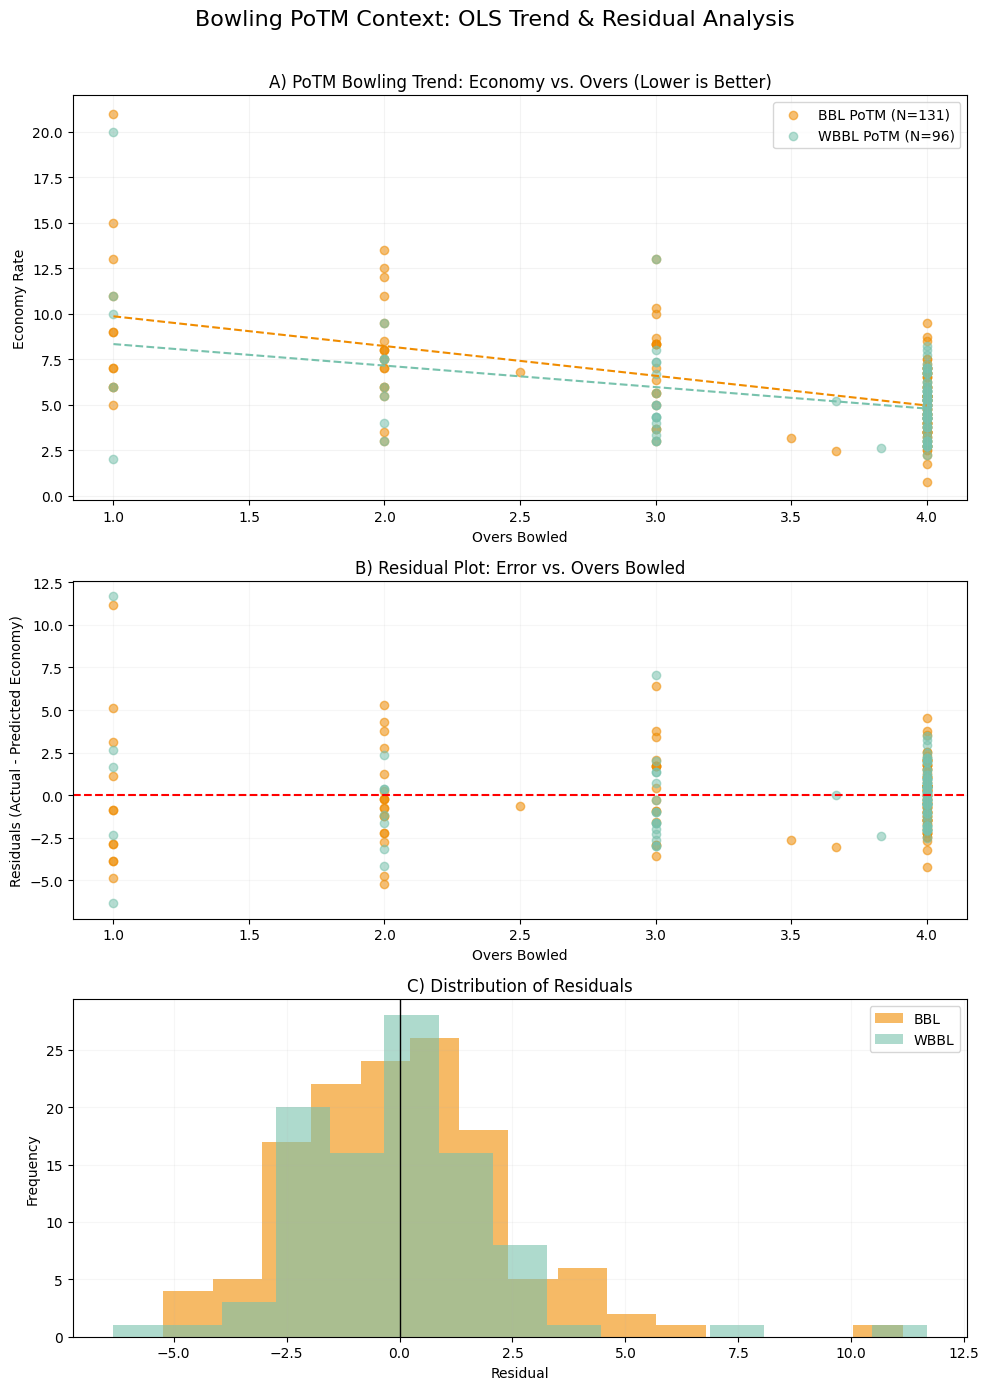 Bowling PoTM Context: OLS Trend & Residual Analysis
A) PoTM Bowling Trend: Economy vs. Overs (Lower is Better)
BBL PoTM (N=131)
WBBL PoTM (N=96)
Economy Rate
20.0
17.5
15.0
12.5
10.0
7.5
5.0
2.5
0.0
1.0 1.5 2.0 2.5 3.0 3.5 4.0
Overs Bowled
B) Residual Plot: Error vs. Overs Bowled
Residuals (Actual - Predicted Economy)
12.5
10.0
7.5
5.0
2.5
0.0
−2.5
−5.0
1.0 1.5 2.0 2.5 3.0 3.5 4.0
Overs Bowled
C) Distribution of Residuals
BBL
WBBL
Frequency
25
20
15
10
5
0
−5.0 −2.5 0.0 2.5 5.0 7.5 10.0 12.5
Residual